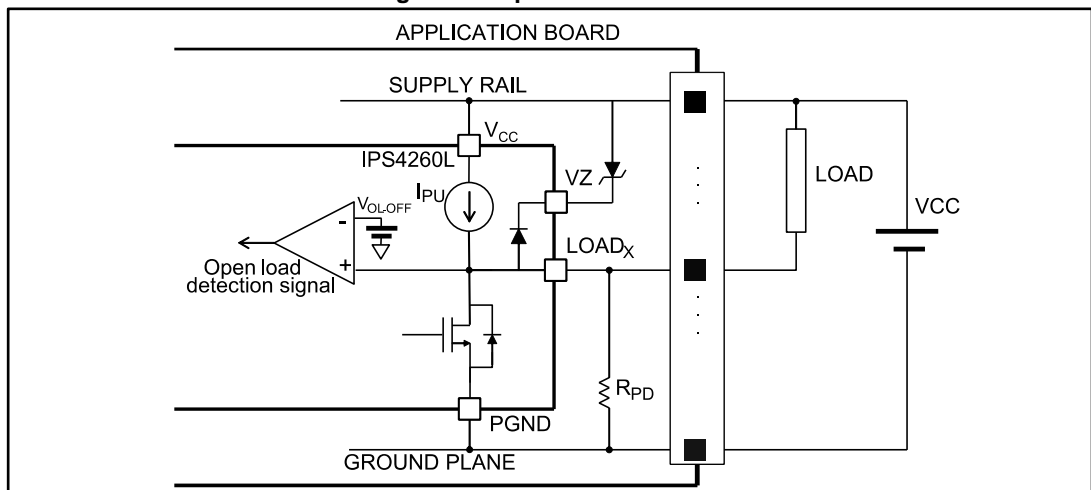 APPLICATION BOARD
SUPPLY RAIL
VCC
IPS4260L
IPU
VZ
VOL-OFF
LOAD
VCC
-
LOADX
+
Open load
detection signal
RPD
PGND
GROUND PLANE